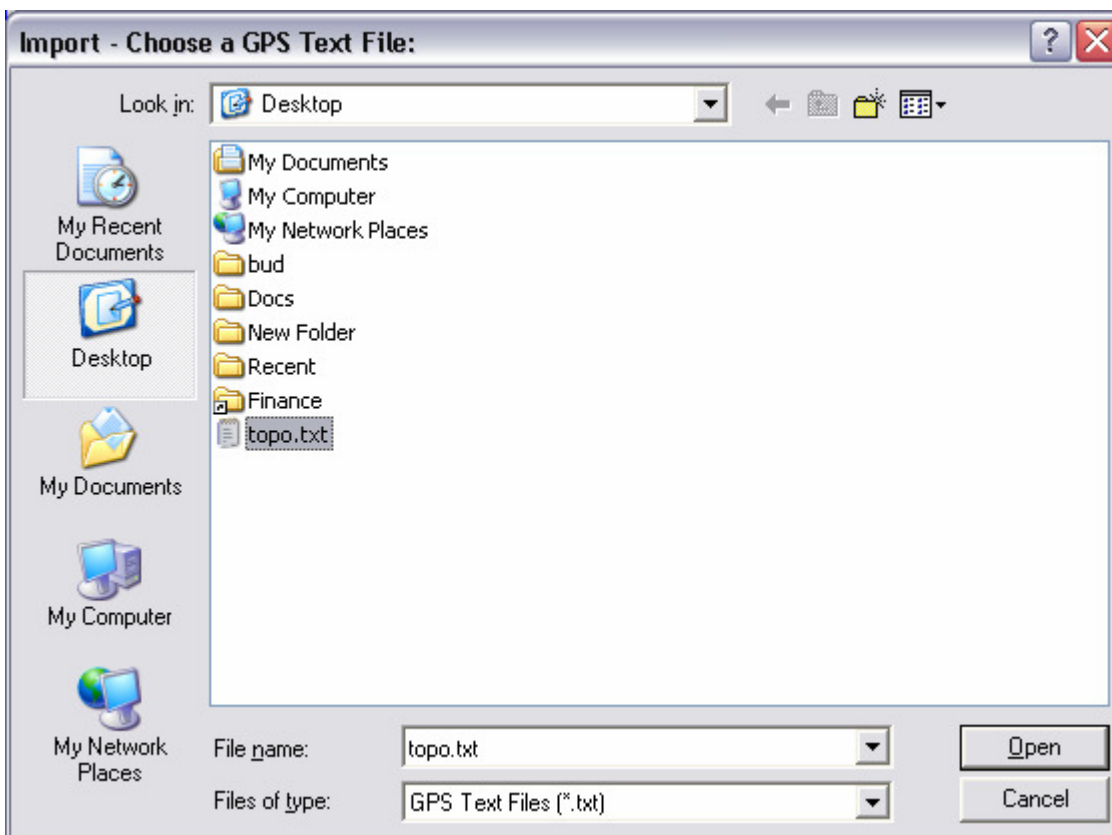 Import - Choose a GPS Text File:
Look in:
Desktop
My Recent
Documents
Desktop
My Documents
My Computer
My Network
Places
My Documents
My Computer
My Network Places
bud
Docs
New Folder
Recent
Finance
topo.txt
File name:
topo.txt
Open
Files of type:
GPS Text Files (*.txt)
Cancel